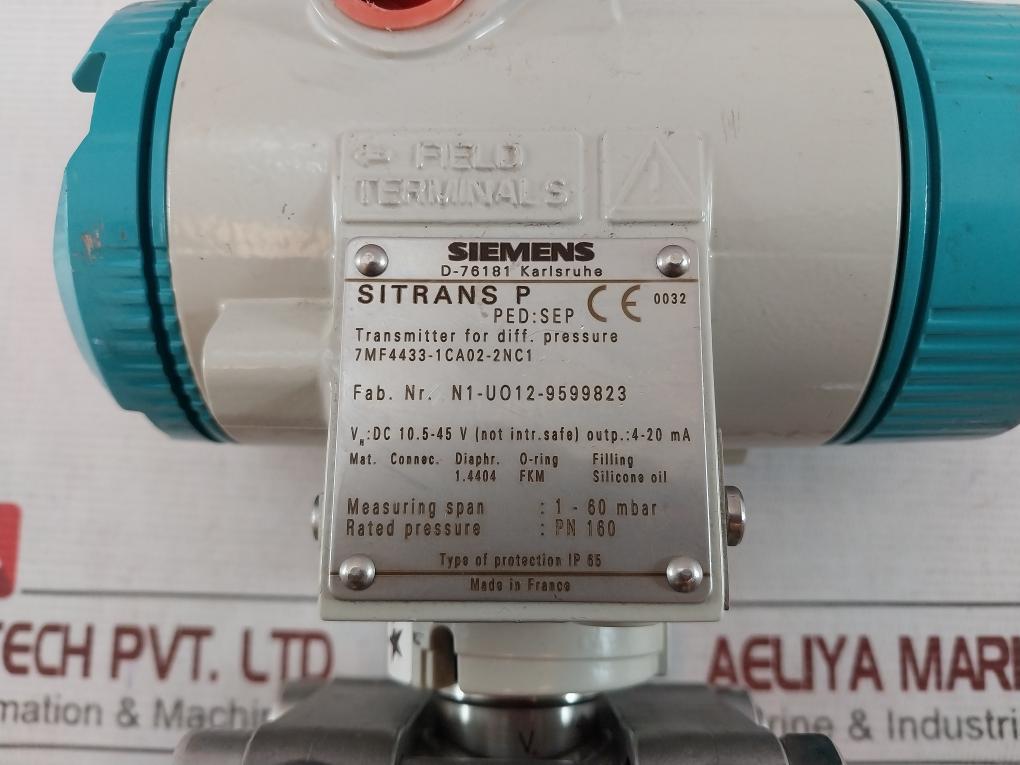 ← FIELD
TERMINALS
SIEMENS
D-76181 Karlsruhe
SITRANS P CE 0032
PED:SEP
Transmitter for diff. pressure
7MF4433-1CA02-2NC1
Fab. Nr. N1-UO12-9599823
VH:DC 10.5-45 V (not intr.safe) outp.:4-20 mA
Mat. Connec. Diaphr. O-ring Filling
1.4404 FKM Silicone oil
Measuring span : 1 - 60 mbar
Rated pressure : PN 160
Type of protection IP 65
Made in France
TECH PVT. LTD AELIYA MAR
mation & Machin rine & Industri